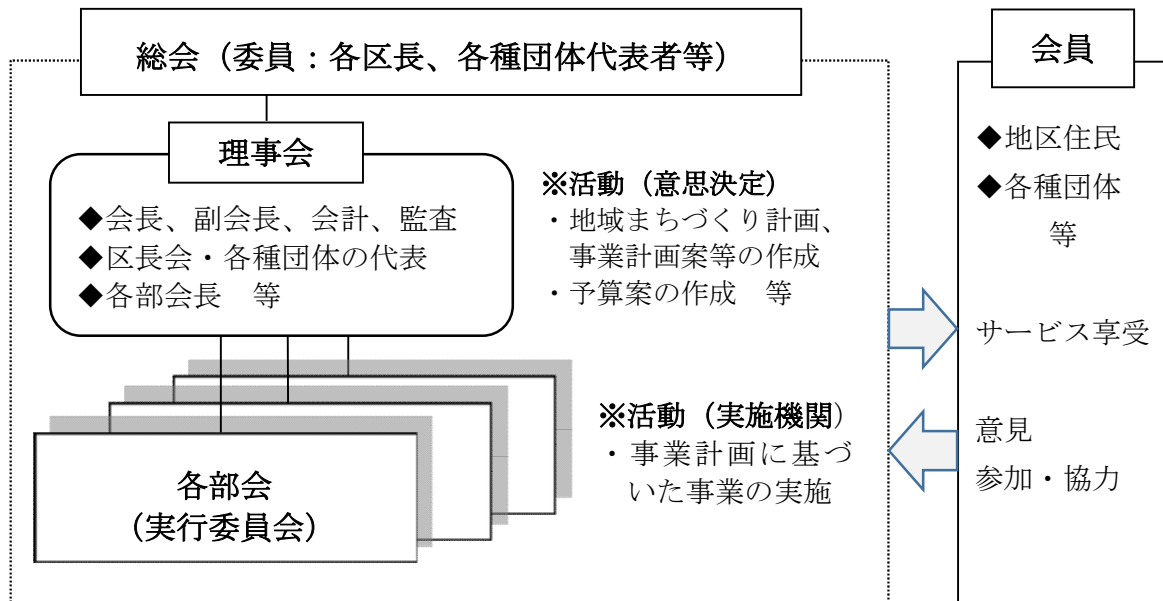 総会（委員：各区長、各種団体代表者等）
理事会
◆会長、副会長、会計、監査
◆区長会・各種団体の代表
◆各部会長　等
※活動（意思決定）
・地域まちづくり計画、
事業計画案等の作成
・予算案の作成　等
各部会
（実行委員会）
※活動（実施機関）
・事業計画に基づ
いた事業の実施
会員
◆地区住民
◆各種団体
等
サービス享受
意見
参加・協力